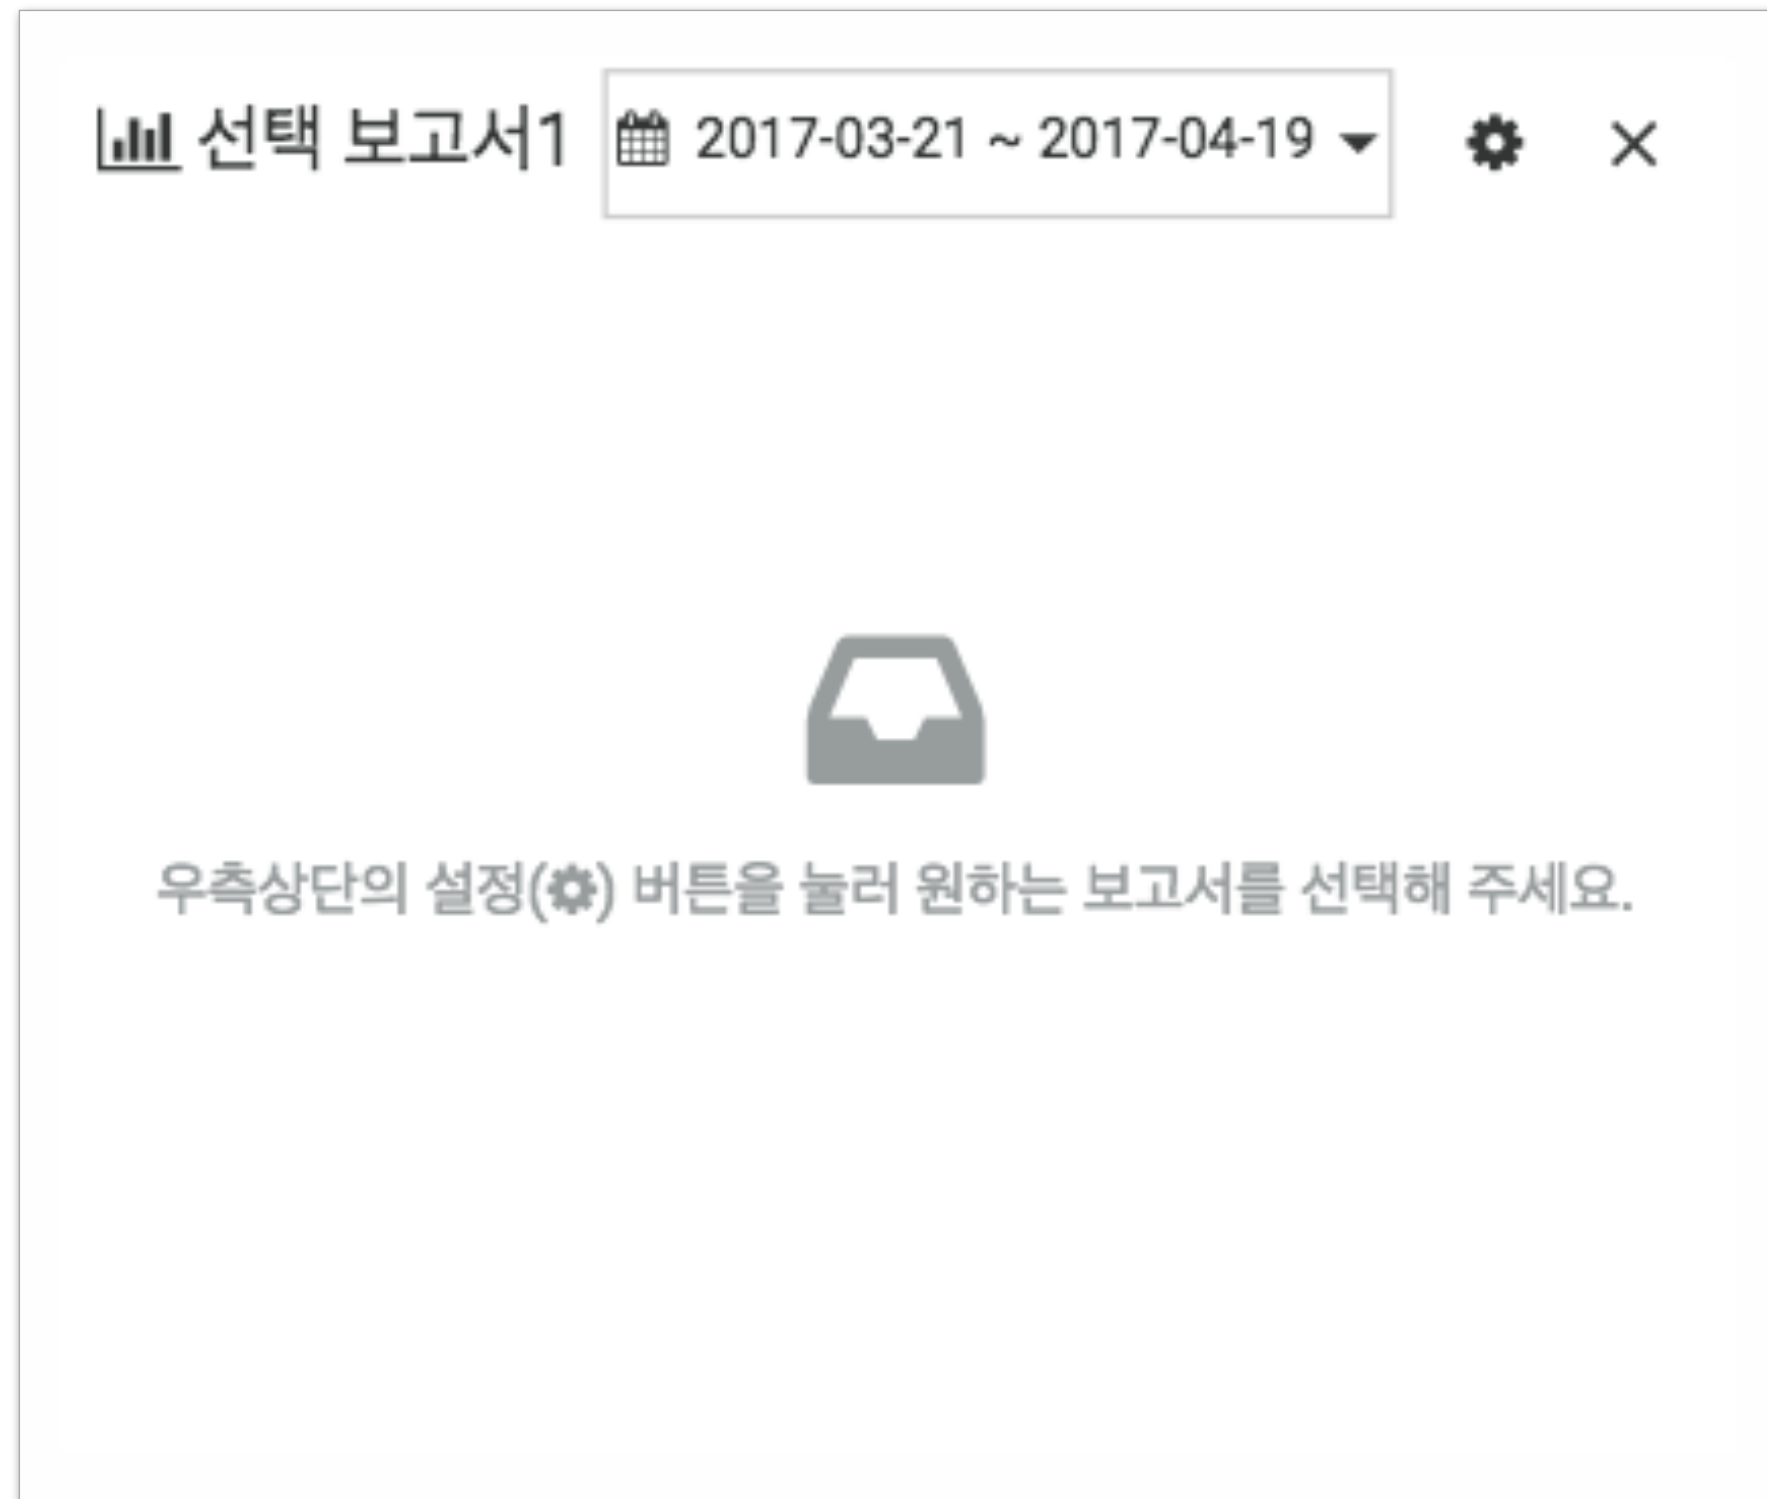 선택 보고서1 2017-03-21 ~ 2017-04-19
우측상단의 설정() 버튼을 눌러 원하는 보고서를 선택해 주세요.